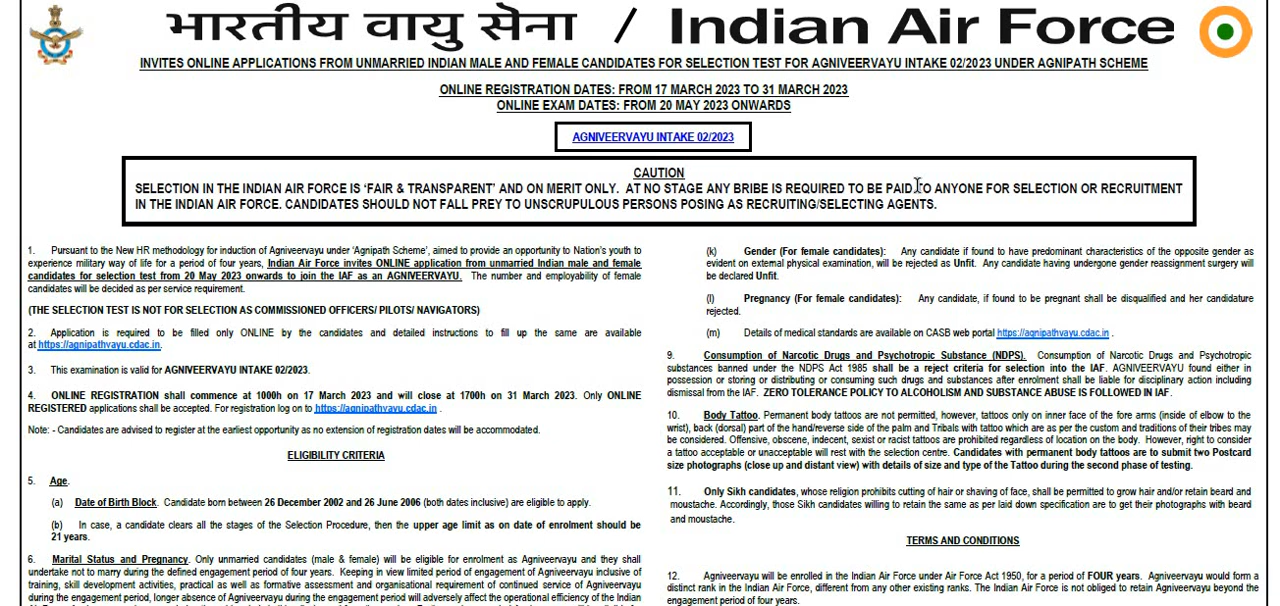 भारतीय वायु सेना / Indian Air Force
INVITES ONLINE APPLICATIONS FROM UNMARRIED INDIAN MALE AND FEMALE CANDIDATES FOR SELECTION TEST FOR AGNIVEERVAYU INTAKE 02/2023 UNDER AGNIPATH SCHEME
ONLINE REGISTRATION DATES: FROM 17 MARCH 2023 TO 31 MARCH 2023
ONLINE EXAM DATES: FROM 20 MAY 2023 ONWARDS
AGNIVEERVAYU INTAKE 02/2023
CAUTION
SELECTION IN THE INDIAN AIR FORCE IS ‘FAIR & TRANSPARENT’ AND ON MERIT ONLY. AT NO STAGE ANY BRIBE IS REQUIRED TO BE PAID TO ANYONE FOR SELECTION OR RECRUITMENT
IN THE INDIAN AIR FORCE. CANDIDATES SHOULD NOT FALL PREY TO UNSCRUPULOUS PERSONS POSING AS RECRUITING/SELECTING AGENTS.
1. Pursuant to the New HR methodology for induction of Agniveervayu under ‘Agnipath Scheme’, aimed to provide an opportunity to Nation’s youth to
experience military way of life for a period of four years, Indian Air Force invites ONLINE application from unmarried Indian male and female
candidates for selection test from 20 May 2023 onwards to join the IAF as an AGNIVEERVAYU. The number and employability of female
candidates will be decided as per service requirement.
(THE SELECTION TEST IS NOT FOR SELECTION AS COMMISSIONED OFFICERS/ PILOTS/ NAVIGATORS)
2. Application is required to be filled only ONLINE by the candidates and detailed instructions to fill up the same are available
at https://agnipathvayu.cdac.in.
3. This examination is valid for AGNIVEERVAYU INTAKE 02/2023.
4. ONLINE REGISTRATION shall commence at 1000h on 17 March 2023 and will close at 1700h on 31 March 2023. Only ONLINE
REGISTERED applications shall be accepted. For registration log on to https://agnipathvayu.cdac.in .
Note: - Candidates are advised to register at the earliest opportunity as no extension of registration dates will be accommodated.
ELIGIBILITY CRITERIA
5. Age.
(a) Date of Birth Block. Candidate born between 26 December 2002 and 26 June 2006 (both dates inclusive) are eligible to apply.
(b) In case, a candidate clears all the stages of the Selection Procedure, then the upper age limit as on date of enrolment should be
21 years.
6. Marital Status and Pregnancy. Only unmarried candidates (male & female) will be eligible for enrolment as Agniveervayu and they shall
undertake not to marry during the defined engagement period of four years. Keeping in view limited period of engagement of Agniveervayu inclusive of
training, skill development activities, practical as well as formative assessment and organisational requirement of continued service of Agniveervayu
during the engagement period, longer absence of Agniveervayu during the engagement period will adversely affect the operational efficiency of the Indian
(k) Gender (For female candidates): Any candidate if found to have predominant characteristics of the opposite gender as
evident on external physical examination, will be rejected as Unfit. Any candidate having undergone gender reassignment surgery will
be declared Unfit.
(l) Pregnancy (For female candidates): Any candidate, if found to be pregnant shall be disqualified and her candidature
rejected.
(m) Details of medical standards are available on CASB web portal https://agnipathvayu.cdac.in .
9. Consumption of Narcotic Drugs and Psychotropic Substance (NDPS). Consumption of Narcotic Drugs and Psychotropic
substances banned under the NDPS Act 1985 shall be a reject criteria for selection into the IAF. AGNIVEERVAYU found either in
possession or storing or distributing or consuming such drugs and substances after enrolment shall be liable for disciplinary action including
dismissal from the IAF. ZERO TOLERANCE POLICY TO ALCOHOLISM AND SUBSTANCE ABUSE IS FOLLOWED IN IAF.
10. Body Tattoo. Permanent body tattoos are not permitted, however, tattoos only on inner face of the fore arms (inside of elbow to the
wrist), back (dorsal) part of the hand/reverse side of the palm and Tribals with tattoo which are as per the custom and traditions of their tribes may
be considered. Offensive, obscene, indecent, sexist or racist tattoos are prohibited regardless of location on the body. However, right to consider
a tattoo acceptable or unacceptable will rest with the selection centre. Candidates with permanent body tattoos are to submit two Postcard
size photographs (close up and distant view) with details of size and type of the Tattoo during the second phase of testing.
11. Only Sikh candidates, whose religion prohibits cutting of hair or shaving of face, shall be permitted to grow hair and/or retain beard and
moustache. Accordingly, those Sikh candidates willing to retain the same as per laid down specification are to get their photographs with beard
and moustache.
TERMS AND CONDITIONS
12. Agniveervayu will be enrolled in the Indian Air Force under Air Force Act 1950, for a period of FOUR years. Agniveervayu would form a
distinct rank in the Indian Air Force, different from any other existing ranks. The Indian Air Force is not obliged to retain Agniveervayu beyond the
engagement period of four years.